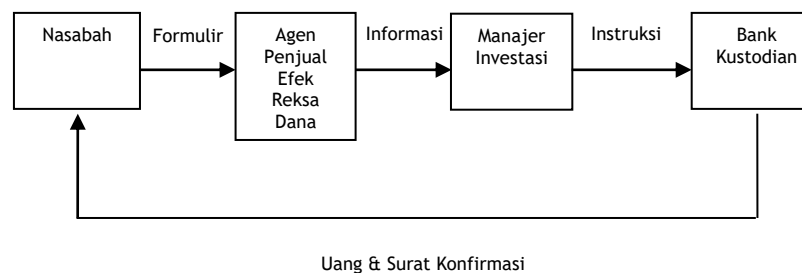 Nasabah
Formulir
Agen
Penjual
Efek
Reksa
Dana
Informasi
Manajer
Investasi
Instruksi
Bank
Kustodian
Uang & Surat Konfirmasi